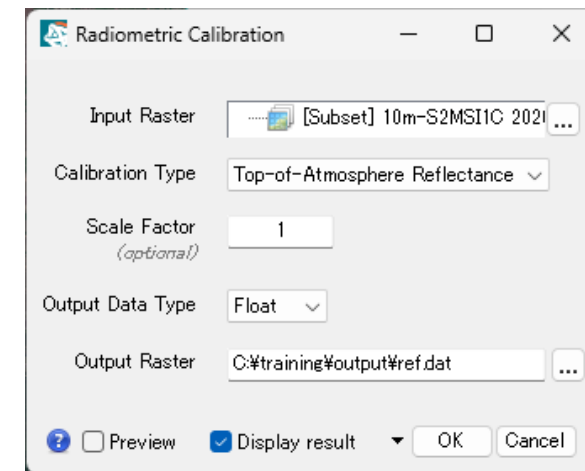 Radiometric Calibration
Input Raster [Subset] 10m-S2MSI1C 202 ...
Calibration Type Top-of-Atmosphere Reflectance
Scale Factor 1
(optional)
Output Data Type Float
Output Raster C:¥training¥output¥ref.dat ...
? Preview Display result OK Cancel